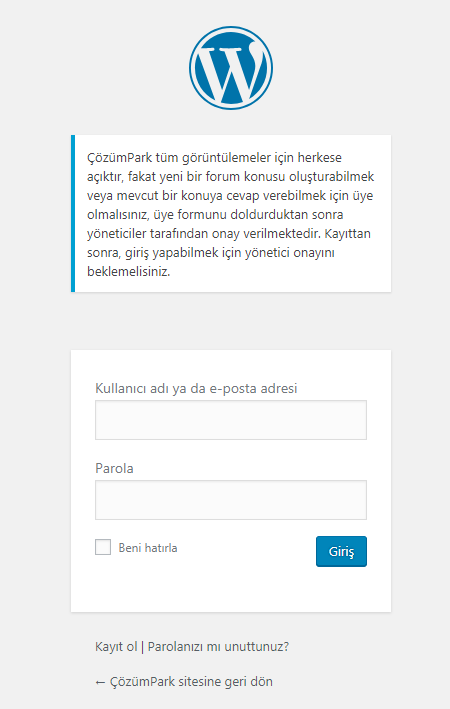 ÇözümPark tüm görüntülemeler için herkese
açıktır, fakat yeni bir forum konusu oluşturabilmek
veya mevcut bir konuya cevap verebilmek için üye
olmalısınız, üye formunu doldurduktan sonra
yöneticiler tarafından onay verilmektedir. Kayıttan
sonra, giriş yapabilmek için yönetici onayını
beklemelisiniz.
Kullanıcı adı ya da e-posta adresi
Parola
Beni hatırla
Giriş
Kayıt ol | Parolanızı mı unuttunuz?
← ÇözümPark sitesine geri dön